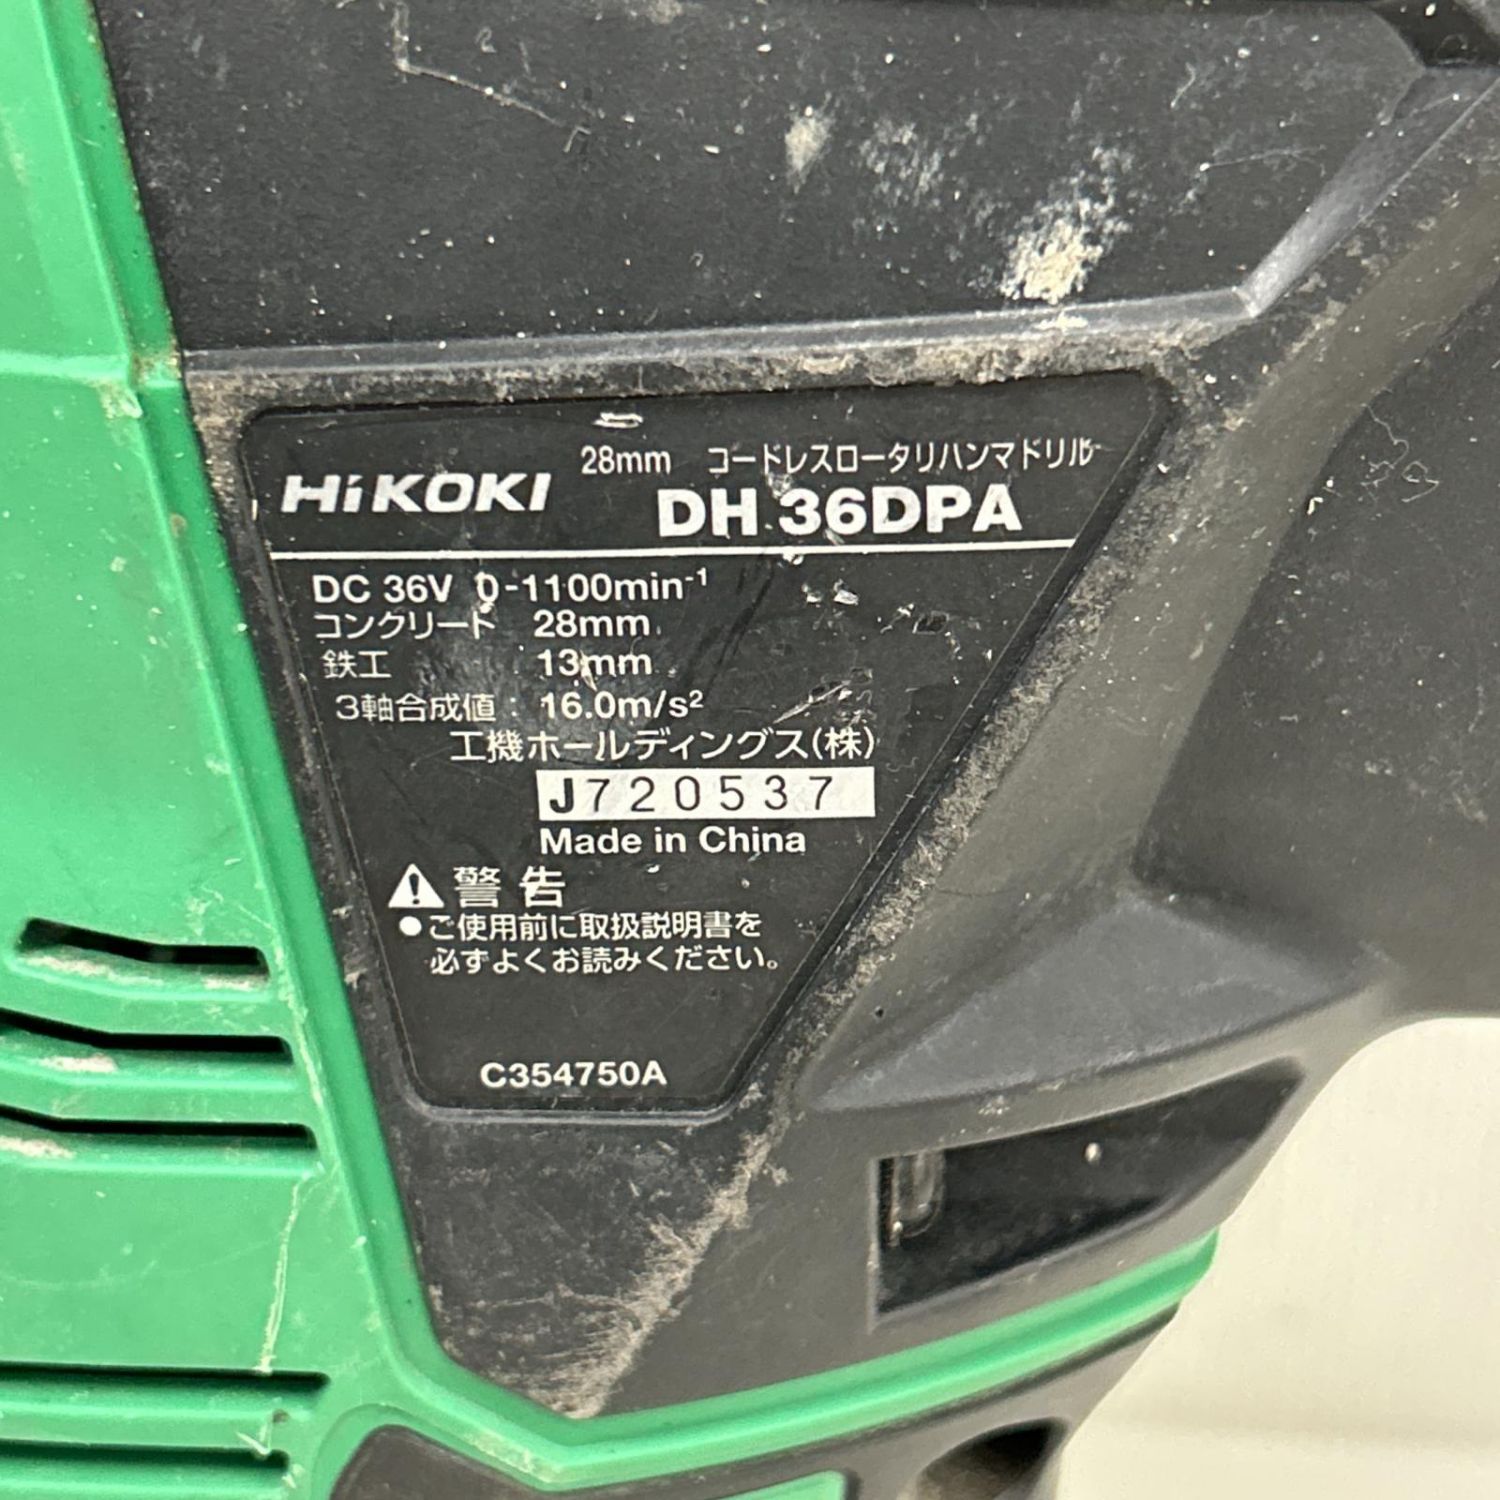 28mm コードレスロータリハンマドリル
HiKOKI DH 36DPA
DC 36V 0-1100min⁻¹
コンクリート 28mm
鉄工 13mm
3軸合成値: 16.0m/s²
工機ホールディングス(株)
J720537
Made in China
警告
●ご使用前に取扱説明書を
必ずよくお読みください。
C354750A